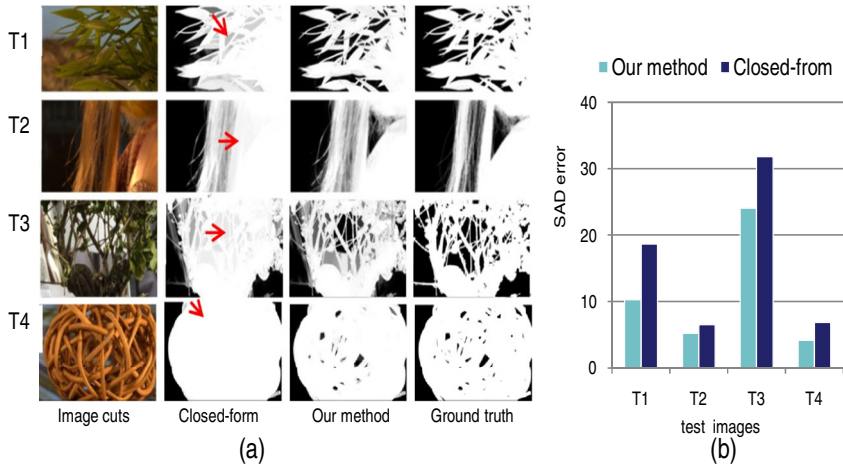 T1
T2
T3
T4
Image cuts Closed-form Our method Ground truth
(a)
Our method Closed-from
SAD error
40
30
20
10
0
T1 T2 T3 T4
test images
(b)